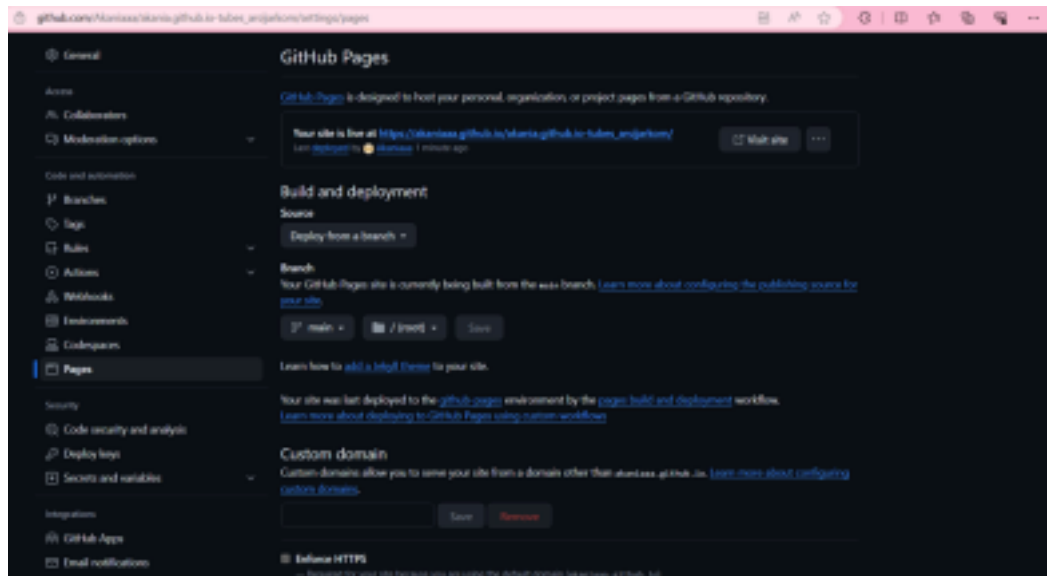 General
Access
Collaborators
Moderation options
Code and automation
Branches
Tags
Rules
Actions
Webhooks
Environments
Codespaces
Pages
Security
Code security and analysis
Deploy keys
Secrets and variables
Integrations
GitHub Apps
Email notifications
GitHub Pages
GitHub Pages is designed to host your personal, organization, or project pages from a GitHub repository.
Your site is live at
Last deployed by 1 minute ago
Visit site
Build and deployment
Source
Deploy from a branch
Branch
Your GitHub Pages site is currently being built from the main branch. Learn more about configuring the publishing source for
your site.
main / (root) Save
Learn how to add a Jekyll theme to your site.
Your site was last deployed to the github-pages environment by the pages build and deployment workflow.
Learn more about deploying to GitHub Pages using custom workflows
Custom domain
Custom domains allow you to serve your site from a domain other than Learn more about configuring
custom domains.
Save Remove
Enforce HTTPS